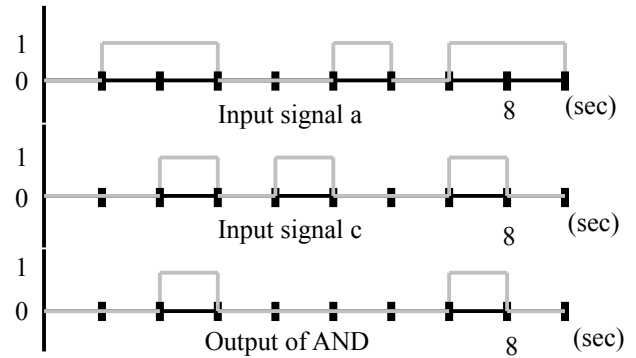 1
0
Input signal a
8
(sec)
1
0
Input signal c
8
(sec)
1
0
Output of AND
8
(sec)